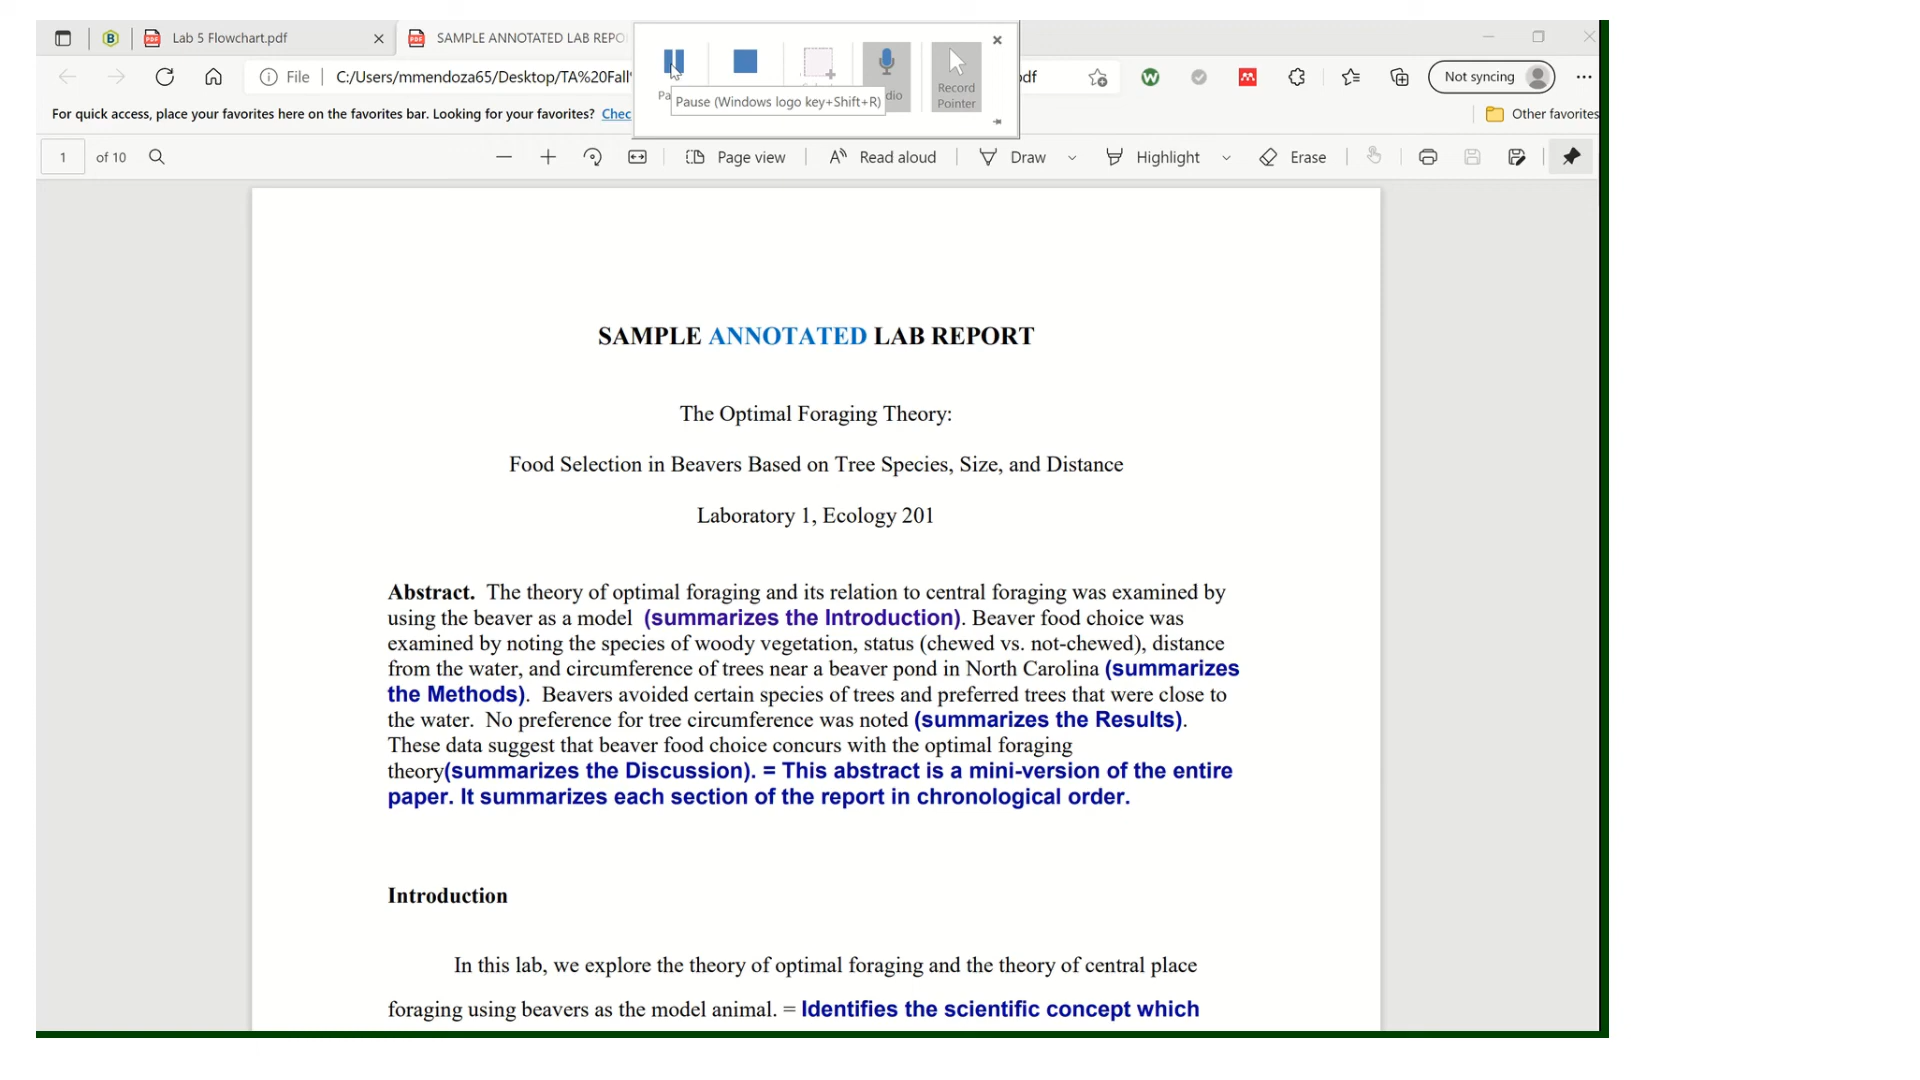 Lab 5 Flowchart.pdf
SAMPLE ANNOTATED LAB REPO
File
C:/Users/mmendoza65/Desktop/TA%20Fall
Pause (Windows logo key+Shift+R)
Record
Pointer
Not syncing
For quick access, place your favorites here on the favorites bar. Looking for your favorites?
Other favorites
1 of 10
Page view
Read aloud
Draw
Highlight
Erase
SAMPLE ANNOTATED LAB REPORT
The Optimal Foraging Theory:
Food Selection in Beavers Based on Tree Species, Size, and Distance
Laboratory 1, Ecology 201
Abstract. The theory of optimal foraging and its relation to central foraging was examined by
using the beaver as a model (summarizes the Introduction). Beaver food choice was
examined by noting the species of woody vegetation, status (chewed vs. not-chewed), distance
from the water, and circumference of trees near a beaver pond in North Carolina (summarizes
the Methods). Beavers avoided certain species of trees and preferred trees that were close to
the water. No preference for tree circumference was noted (summarizes the Results).
These data suggest that beaver food choice concurs with the optimal foraging
theory(summarizes the Discussion). = This abstract is a mini-version of the entire
paper. It summarizes each section of the report in chronological order.
Introduction
In this lab, we explore the theory of optimal foraging and the theory of central place
foraging using beavers as the model animal. = Identifies the scientific concept which